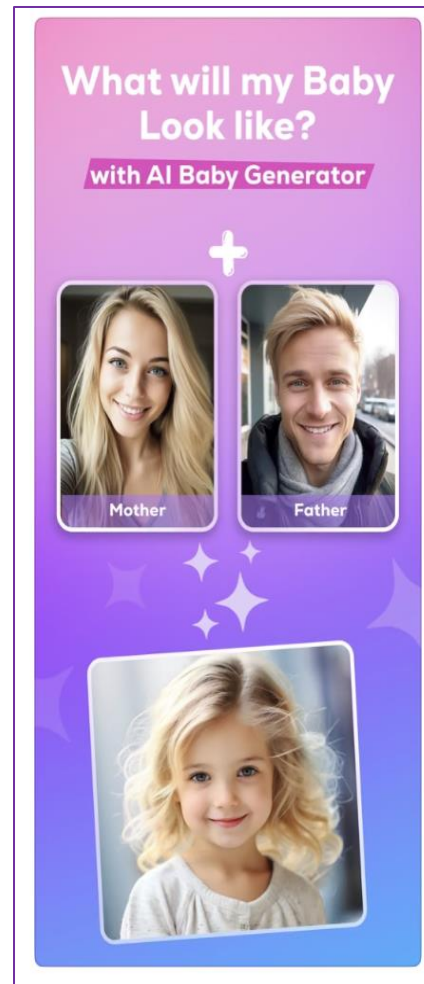 What will my Baby
Look like?
with AI Baby Generator
Mother
Father